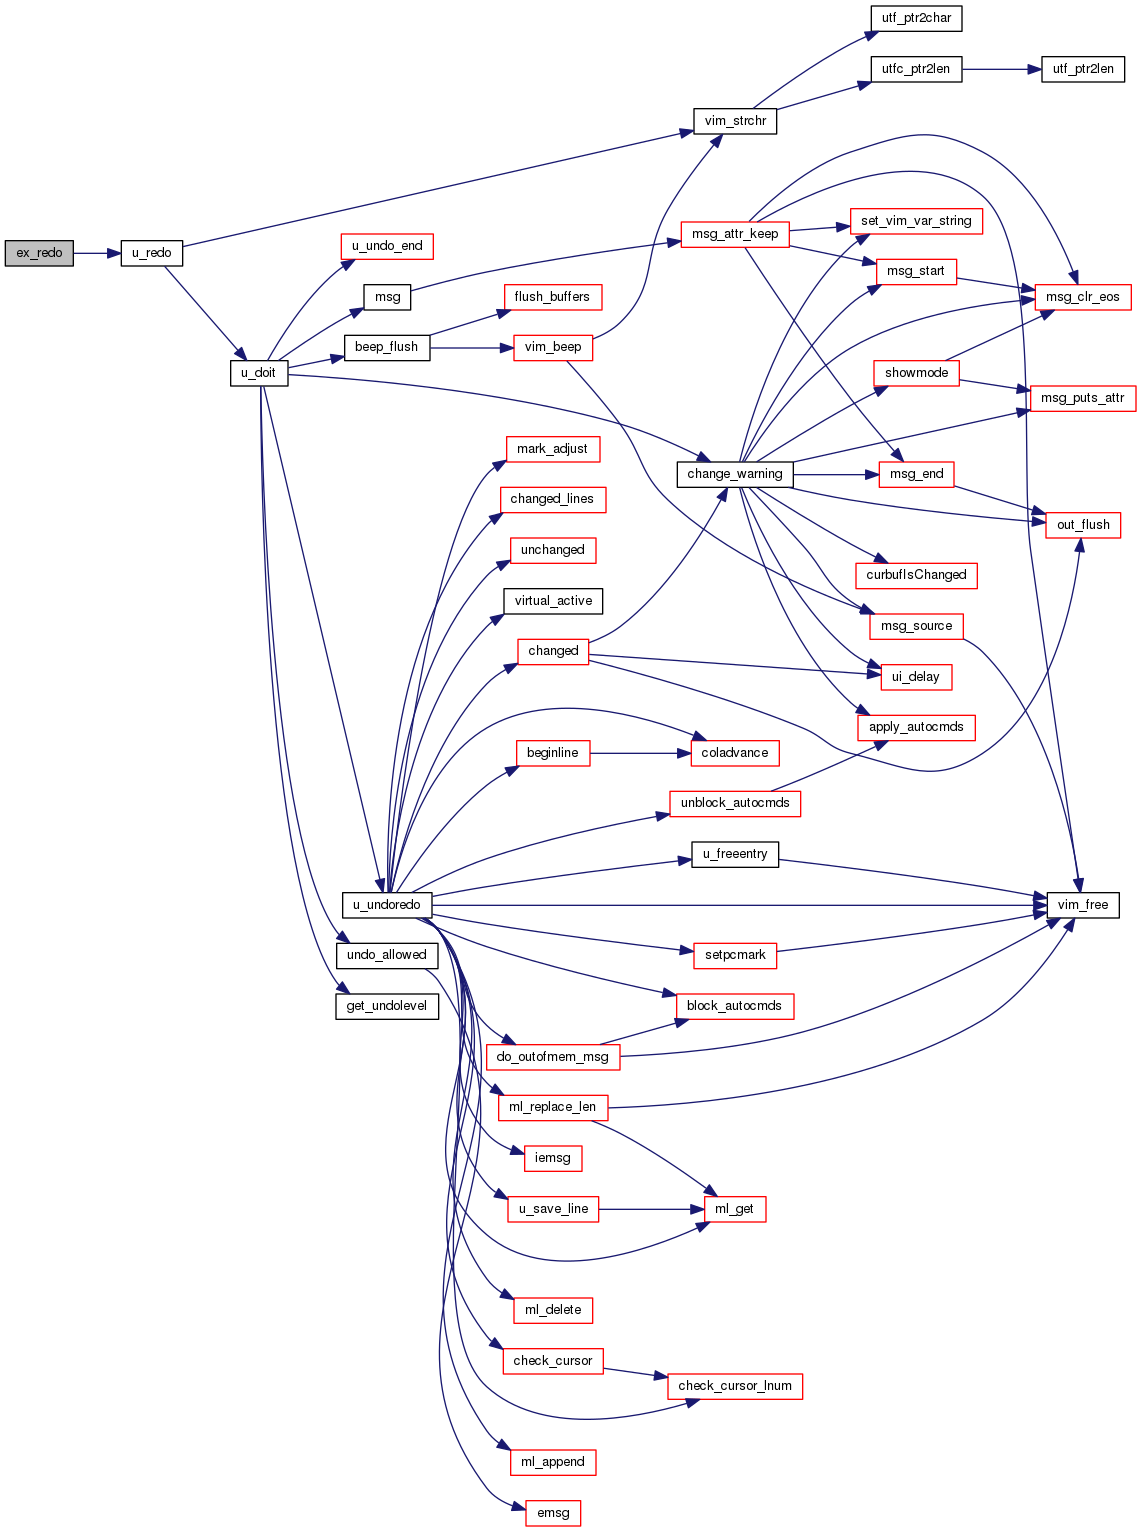 utf_ptr2char
utfc_ptr2len
utf_ptr2len
vim_strchr
msg_attr_keep
set_vim_var_string
ex_redo
u_redo
u_undo_end
msg_start
msg
flush_buffers
msg_clr_eos
beep_flush
vim_beep
u_doit
showmode
msg_puts_attr
mark_adjust
change_warning
msg_end
changed_lines
out_flush
unchanged
curbufIsChanged
virtual_active
msg_source
changed
ui_delay
apply_autocmds
beginline
coladvance
unblock_autocmds
u_freeentry
u_undoredo
vim_free
undo_allowed
setpcmark
get_undolevel
block_autocmds
do_outofmem_msg
ml_replace_len
iemsg
u_save_line
ml_get
ml_delete
check_cursor
check_cursor_lnum
ml_append
emsg